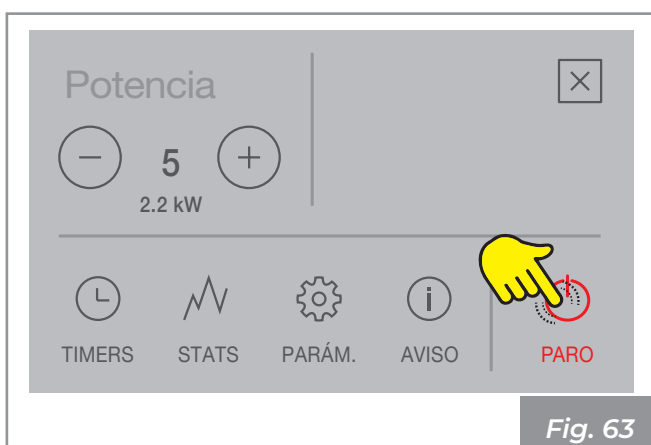 Potencia
5
2.2 kW
TIMERS STATS PARÁM. AVISO PARO
Fig. 63